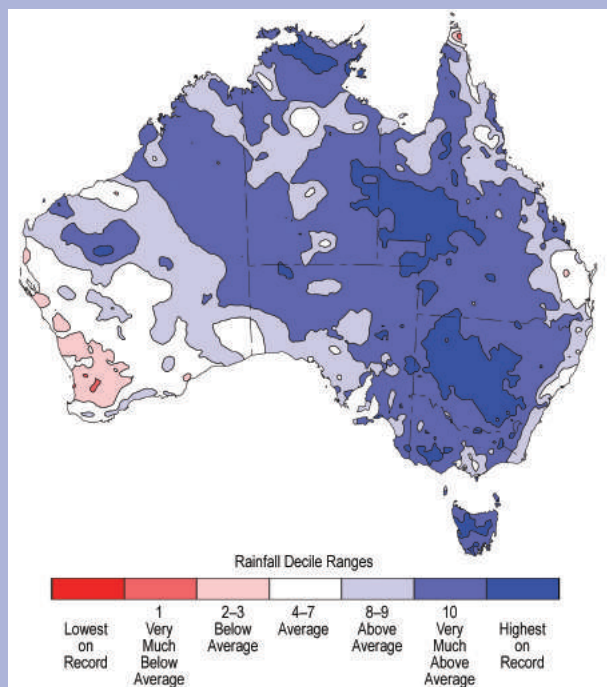 Rainfall Decile Ranges
1 2–3 4–7 8–9 10
Lowest on Record
Very Much Below Average
Below Average
Average
Above Average
Very Much Above Average
Highest on Record